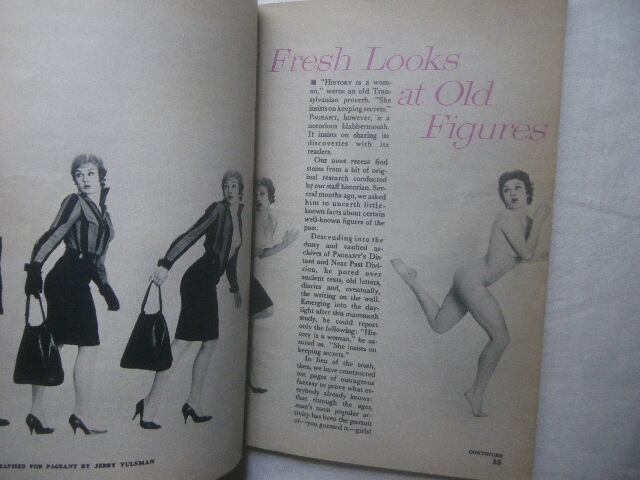 Fresh Looks
at Old
Figures
■ "HISTORY is a wom-
an," warns an old Tran-
sylvanian proverb. "She
insists on keeping secrets."
PAGEANT, however, is a
notorious blabbermouth.
It insists on sharing its
discoveries with its
readers.
Our most recent find
stems from a bit of orig-
inal research conducted
by our staff historian. Sev-
eral months ago, we asked
him to unearth little-
known facts about certain
well-known figures of the
past.
Descending into the
dusty and vaulted ar-
chives of PAGEANT's Dis-
tant and Near Past Divi-
sion, he pored over
ancient texts, old letters,
diaries and, eventually,
the writing on the wall.
Emerging into the day-
light after this mammoth
study, he could report
only the following: "His-
tory is a woman," he as-
sured us. "She insists on
keeping secrets."
In lieu of the truth,
then, we have constructed
ten pages of outrageous
fantasy to prove what ev-
erybody already knows:
that through the ages,
man's most popular ac-
tivity has been the pursuit
of—you guessed it—girls!
CONTINUED
35
RAPHED FOR PAGEANT BY JERRY YULSMAN